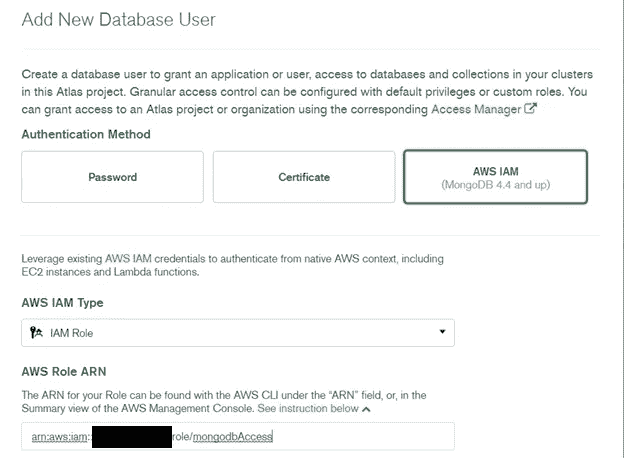 Add New Database User
Create a database user to grant an application or user, access to databases and collections in your clusters
in this Atlas project. Granular access control can be configured with default privileges or custom roles. You
can grant access to an Atlas project or organization using the corresponding Access Manager
Authentication Method
Password
Certificate
AWS IAM
(MongoDB 4.4 and up)
Leverage existing AWS IAM credentials to authenticate from native AWS context, including
EC2 instances and Lambda functions.
AWS IAM Type
IAM Role
AWS Role ARN
The ARN for your Role can be found with the AWS CLI under the “ARN” field, or, in the
Summary view of the AWS Management Console. See instruction below
arn:aws:iam:: role/mongodbAccess